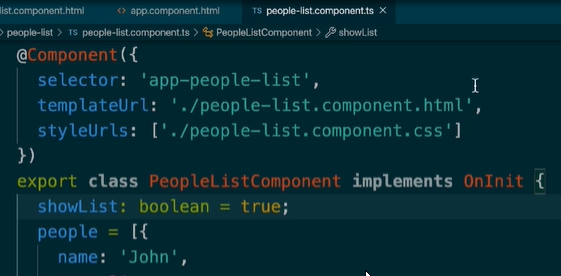 list.component.html app.component.html TS people-list.component.ts
people-list TS people-list.component.ts PeopleListComponent showList
@Component({
selector: 'app-people-list',
templateUrl: './people-list.component.html',
styleUrls: ['./people-list.component.css']
})
export class PeopleListComponent implements OnInit {
showList: boolean = true;
people = [{
name: 'John',